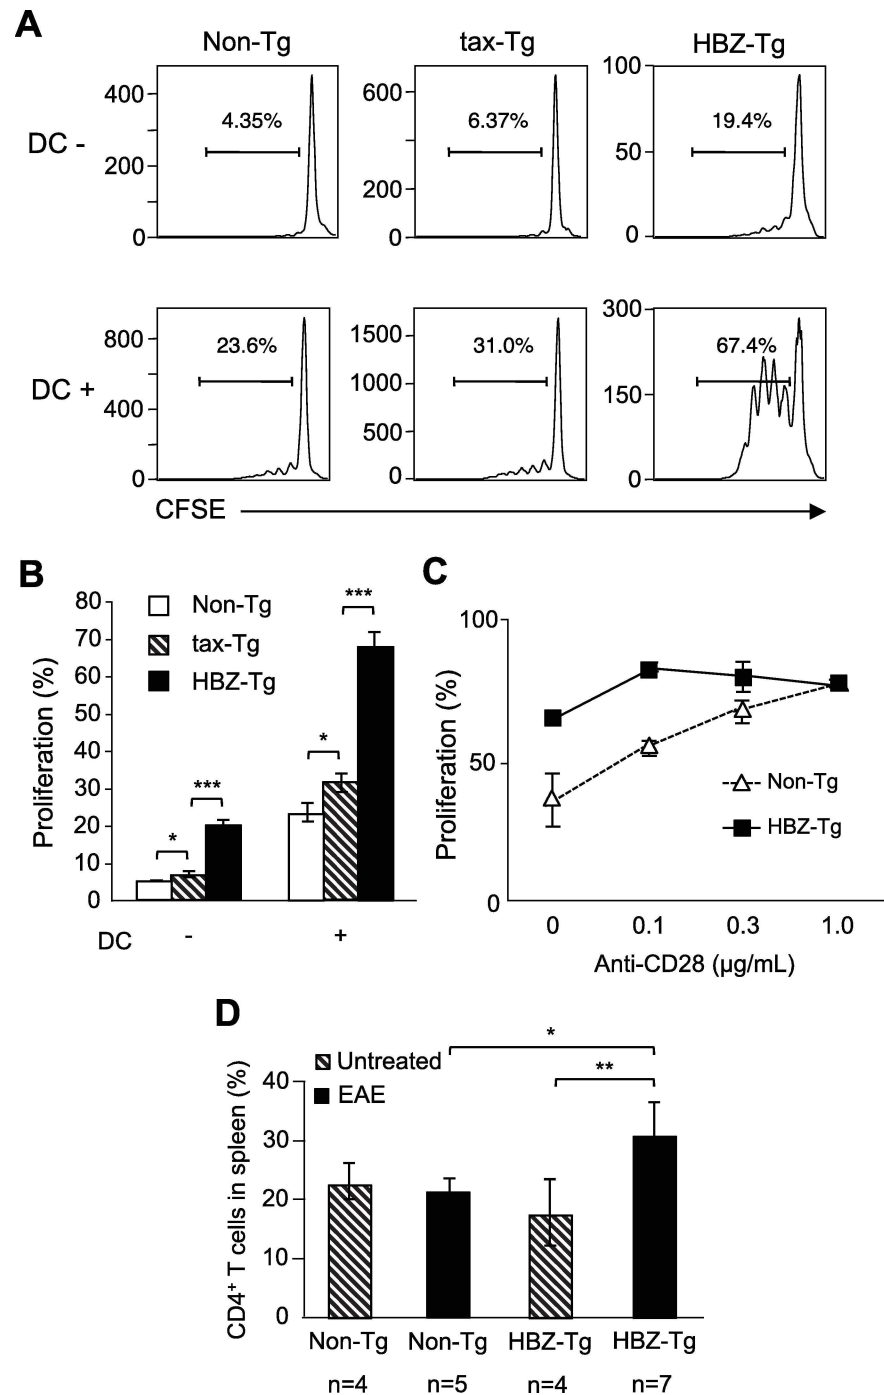 A
Non-Tg tax-Tg HBZ-Tg
DC -
400
200
0
4.35%
600
200
0
6.37%
100
50
0
19.4%
DC +
800
400
0
23.6%
1500
1000
500
0
31.0%
300
150
0
67.4%
CFSE
B
Proliferation (%)
80
70
60
50
40
30
20
10
0
Non-Tg
tax-Tg
HBZ-Tg
* *** * ***
DC - +
C
Proliferation (%)
100
50
0
Non-Tg
HBZ-Tg
0 0.1 0.3 1.0
Anti-CD28 (µg/mL)
D
CD4+ T cells in spleen (%)
40
30
20
10
0
Untreated
EAE
*
**
Non-Tg Non-Tg HBZ-Tg HBZ-Tg
n=4 n=5 n=4 n=7